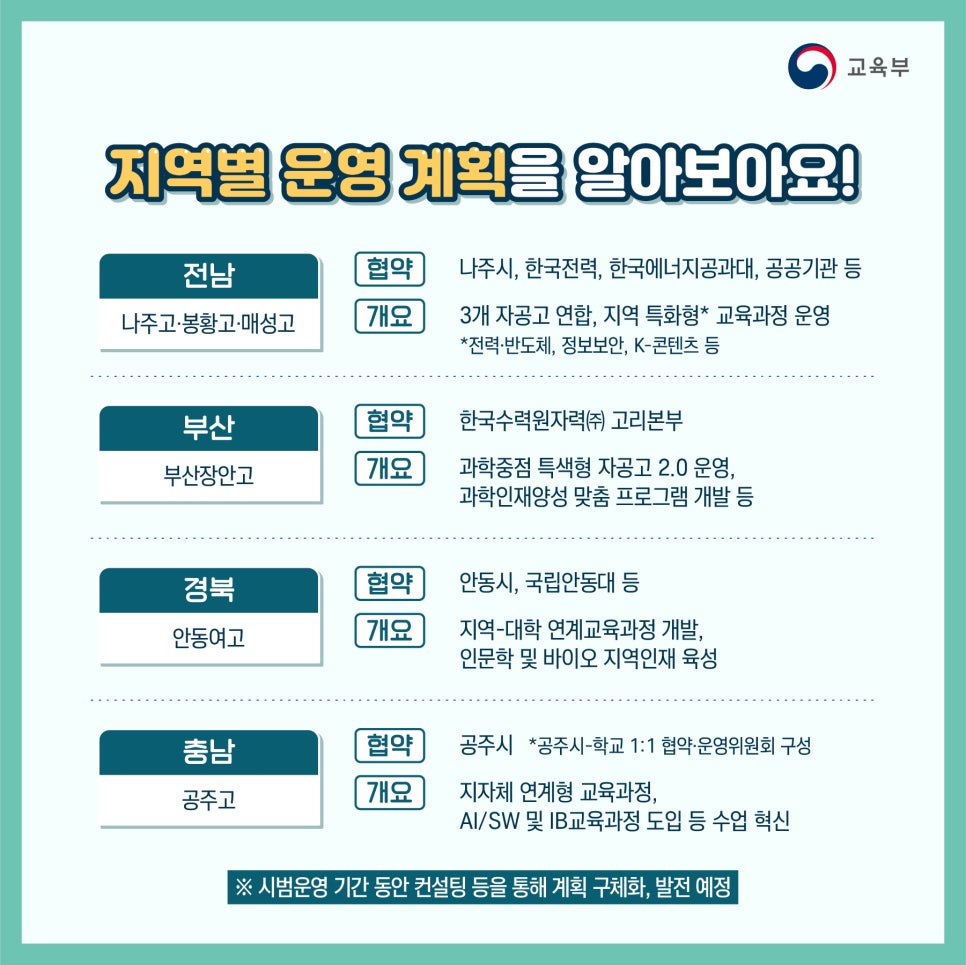 교육부
지역별 운영 계획을 알아보아요!
전남
나주고·봉황고·매성고
협약
나주시, 한국전력, 한국에너지공과대, 공공기관 등
개요
3개 자공고 연합, 지역 특화형* 교육과정 운영
*전력·반도체, 정보보안, K-콘텐츠 등
부산
부산장안고
협약
한국수력원자력㈜ 고리본부
개요
과학중점 특색형 자공고 2.0 운영,
과학인재양성 맞춤 프로그램 개발 등
경북
안동여고
협약
안동시, 국립안동대 등
개요
지역-대학 연계교육과정 개발,
인문학 및 바이오 지역인재 육성
충남
공주고
협약
공주시 *공주시-학교 1:1 협약·운영위원회 구성
개요
지자체 연계형 교육과정,
AI/SW 및 IB교육과정 도입 등 수업 혁신
※ 시범운영 기간 동안 컨설팅 등을 통해 계획 구체화, 발전 예정